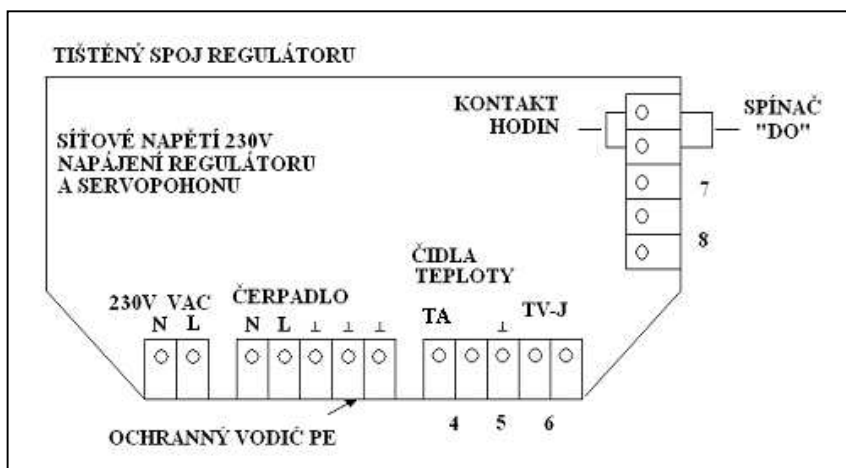 TIŠTĚNÝ SPOJ REGULÁTORU
KONTAKT
HODIN
SPÍNAČ
"DO"
SÍŤOVÉ NAPĚTÍ 230V
NAPÁJENÍ REGULÁTORU
A SERVOPOHONU
7
8
ČIDLA
TEPLOTY
230V VAC
N L
ČERPADLO
N L ⊥ ⊥ ⊥
TA ⊥ TV-J
4 5 6
OCHRANNÝ VODIČ PE